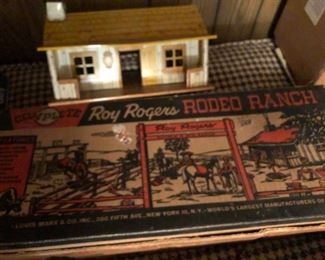 COMPLETE Roy Rogers RODEO RANCH
Roy Rogers
LOUIS MARX & CO. INC., 200 FIFTH AVE., NEW YORK 10, N.Y. - WORLD'S LARGEST MANUFACTURERS OF